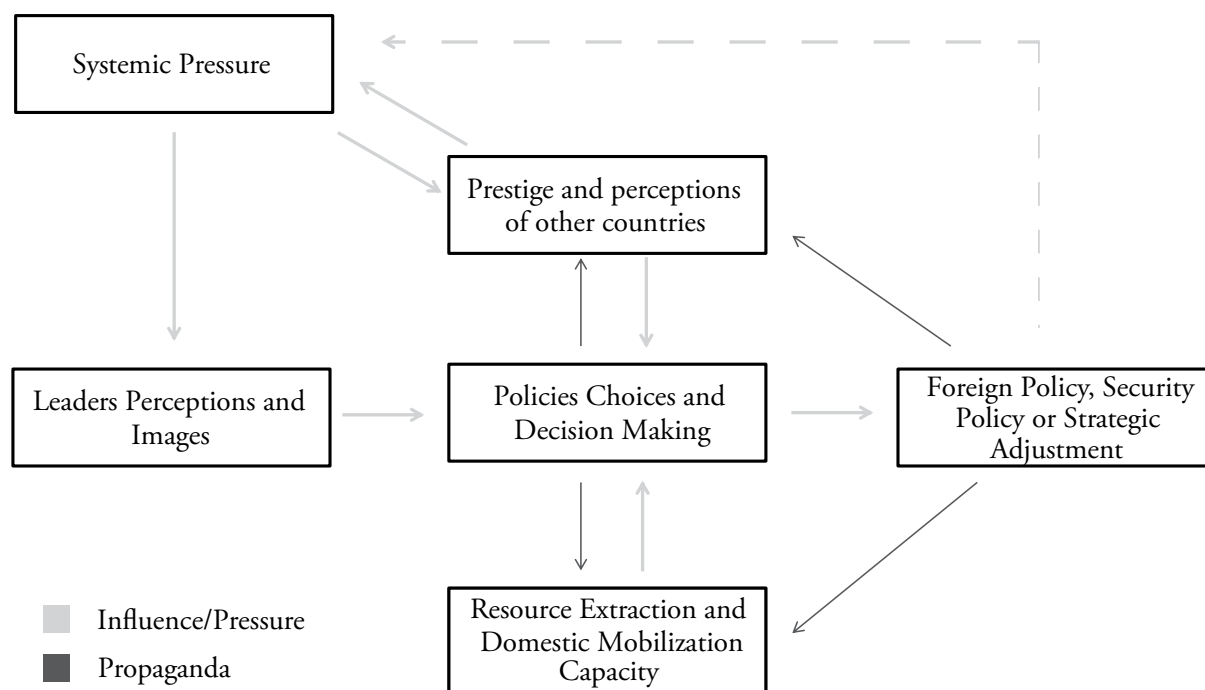 Systemic Pressure
Prestige and perceptions
of other countries
Leaders Perceptions and
Images
Policies Choices and
Decision Making
Foreign Policy, Security
Policy or Strategic
Adjustment
Resource Extraction and
Domestic Mobilization
Capacity
Influence/Pressure
Propaganda